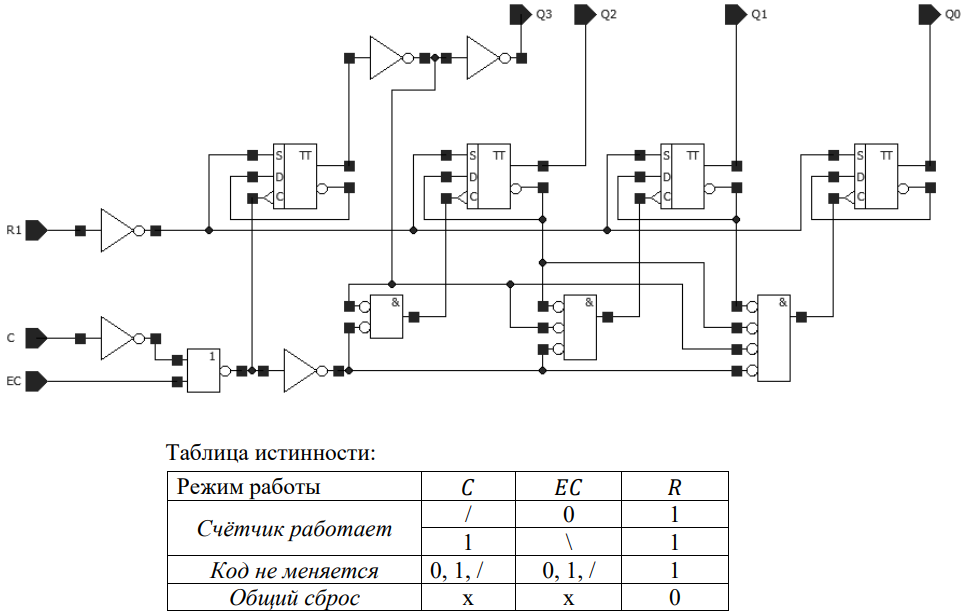 Q3 Q2 Q1 Q0
S TT S TT S TT S TT
D D D D
C C C C
R1
& & &
C
1
EC
Таблица истинности:
Режим работы C EC R
Счётчик работает / 0 1
1 \ 1
Код не меняется 0, 1, / 0, 1, / 1
Общий сброс x x 0